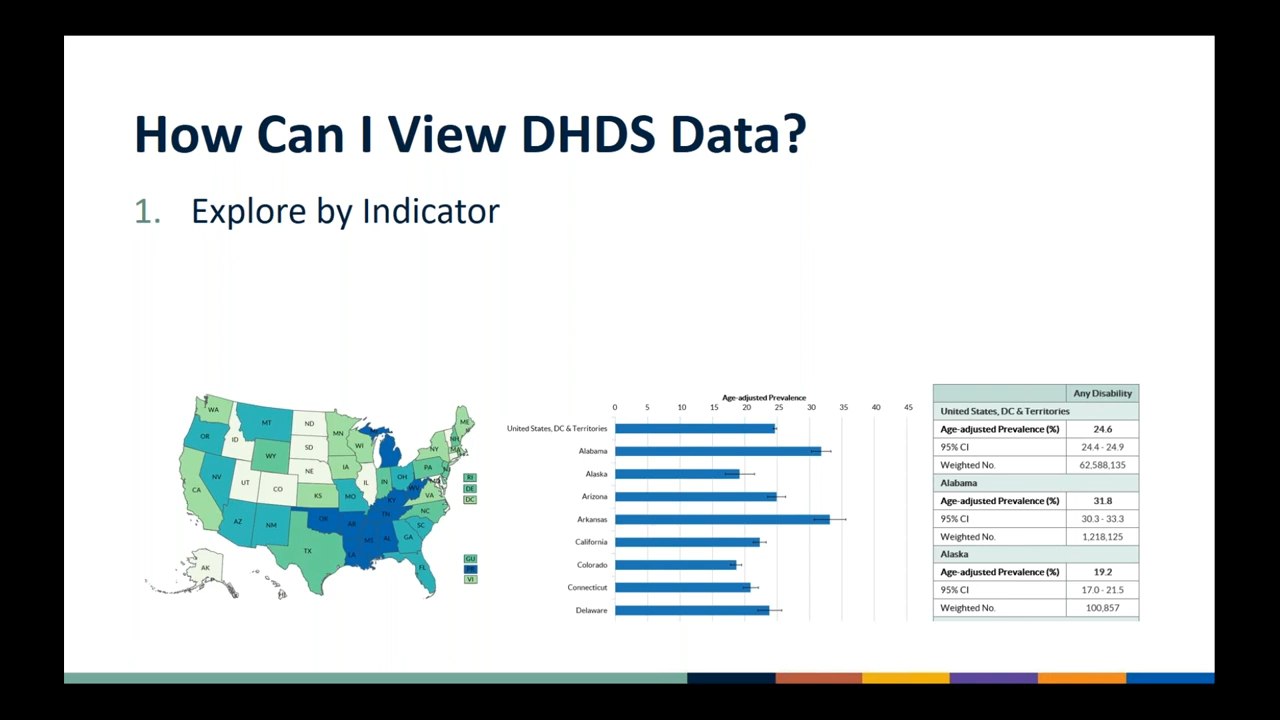 How Can I View DHDS Data?
1. Explore by Indicator
WA
MT
ND
MN
ME
OR
ID
SD
WI
NY
NH
MA
WY
NE
IA
PA
NJ
NV
UT
CO
IL
IN
OH
WV
VA
CA
KS
MO
KY
AZ
NM
OK
AR
TN
NC
SC
MS
AL
GA
TX
LA
FL
AK
HI
RI
DE
DC
GU
PR
VI
Age-adjusted Prevalence
0 5 10 15 20 25 30 35 40 45
United States, DC & Territories
Alabama
Alaska
Arizona
Arkansas
California
Colorado
Connecticut
Delaware
Any Disability
United States, DC & Territories
Age-adjusted Prevalence (%) 24.6
95% CI 24.4 - 24.9
Weighted No. 62,588,135
Alabama
Age-adjusted Prevalence (%) 31.8
95% CI 30.3 - 33.3
Weighted No. 1,218,125
Alaska
Age-adjusted Prevalence (%) 19.2
95% CI 17.0 - 21.5
Weighted No. 100,857